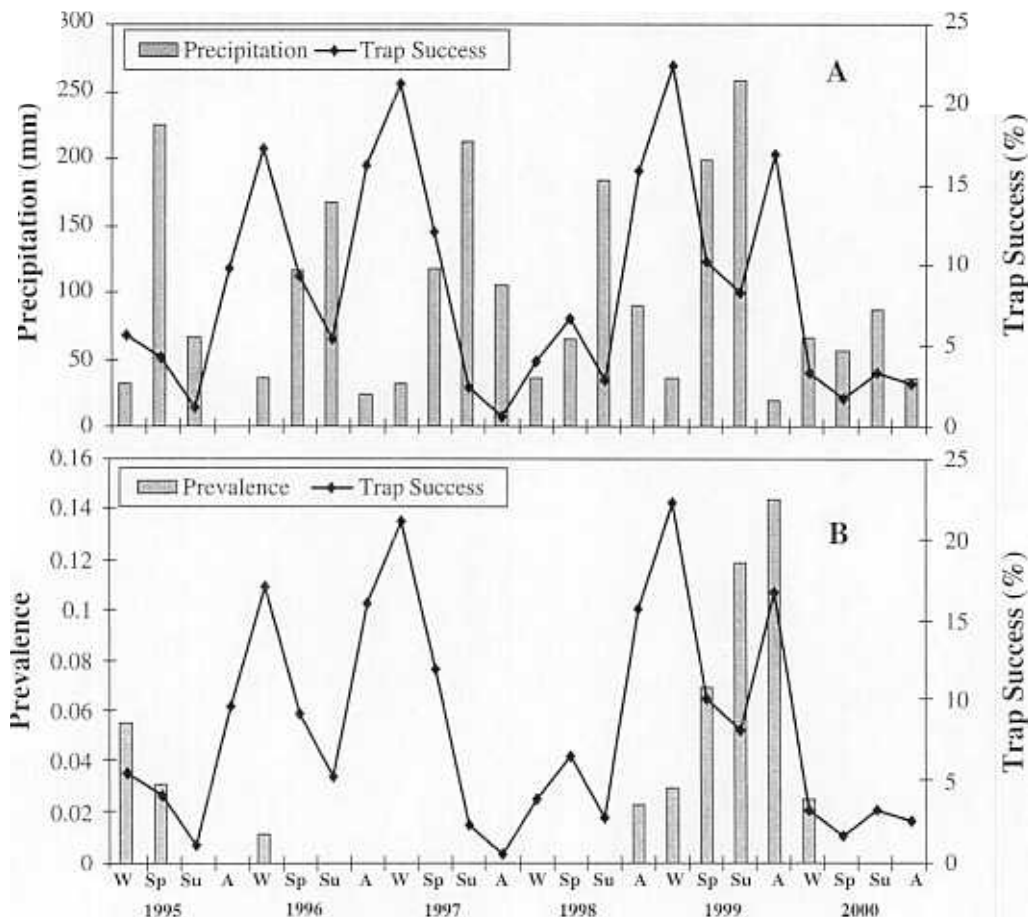 300
250
200
150
100
50
0
Precipitation (mm)
Precipitation Trap Success
A
25
20
15
10
5
0
Trap Success (%)
0.16
0.14
0.12
0.1
0.08
0.06
0.04
0.02
0
Prevalence
Prevalence Trap Success
B
25
20
15
10
5
0
Trap Success (%)
W Sp Su A W Sp Su A W Sp Su A W Sp Su A W Sp Su A W Sp Su A
1995 1996 1997 1998 1999 2000